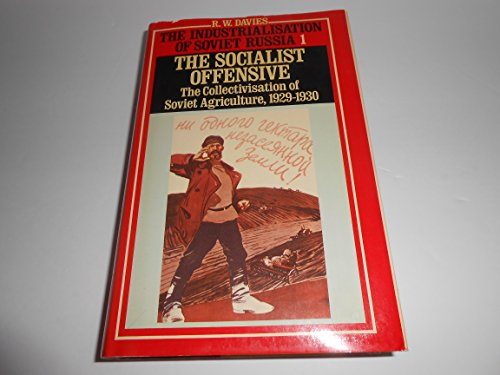 R. W. DAVIES
THE INDUSTRIALISATION
OF SOVIET RUSSIA 1
THE SOCIALIST
OFFENSIVE
The Collectivisation of
Soviet Agriculture, 1929-1930
ни одного гектара
незасеянной
земли!